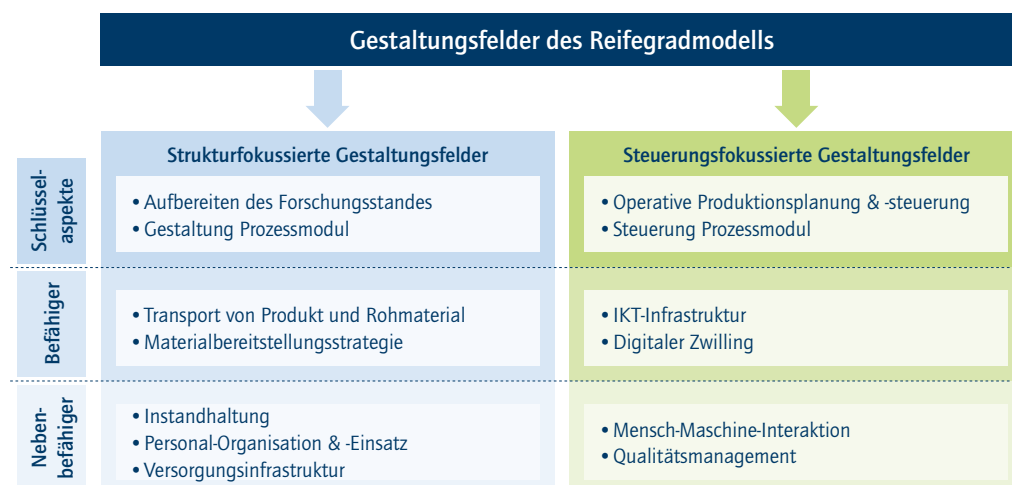 Gestaltungsfelder des Reifegradmodells
Strukturfokussierte Gestaltungsfelder
Steuerungsfokussierte Gestaltungsfelder
Schlüssel-
aspekte
• Aufbereiten des Forschungsstandes
• Gestaltung Prozessmodul
• Operative Produktionsplanung & -steuerung
• Steuerung Prozessmodul
Befähiger
• Transport von Produkt und Rohmaterial
• Materialbereitstellungsstrategie
• IKT-Infrastruktur
• Digitaler Zwilling
Neben-
befähiger
• Instandhaltung
• Personal-Organisation & -Einsatz
• Versorgungsinfrastruktur
• Mensch-Maschine-Interaktion
• Qualitätsmanagement